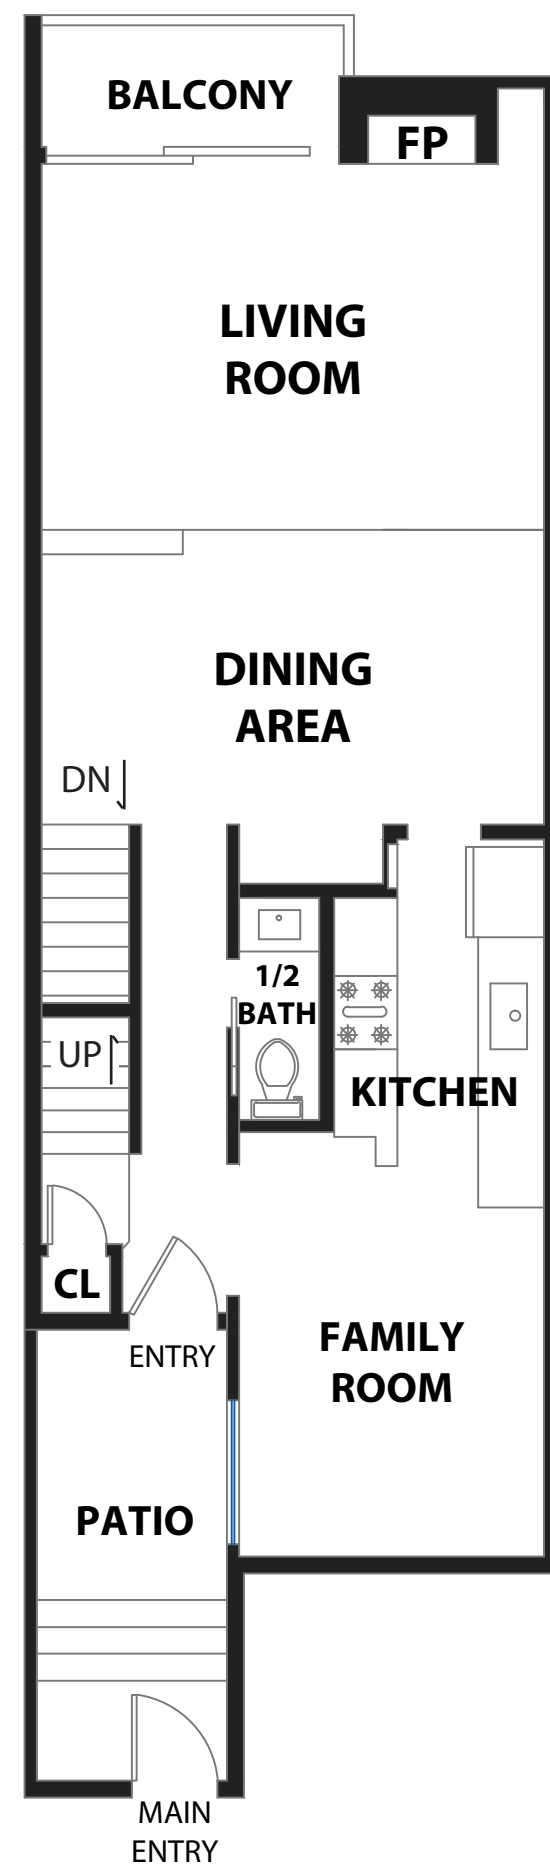 BALCONY
FP
LIVING
ROOM
DINING
AREA
DN
1/2
BATH
UP
KITCHEN
CL
ENTRY
FAMILY
ROOM
PATIO
MAIN
ENTRY